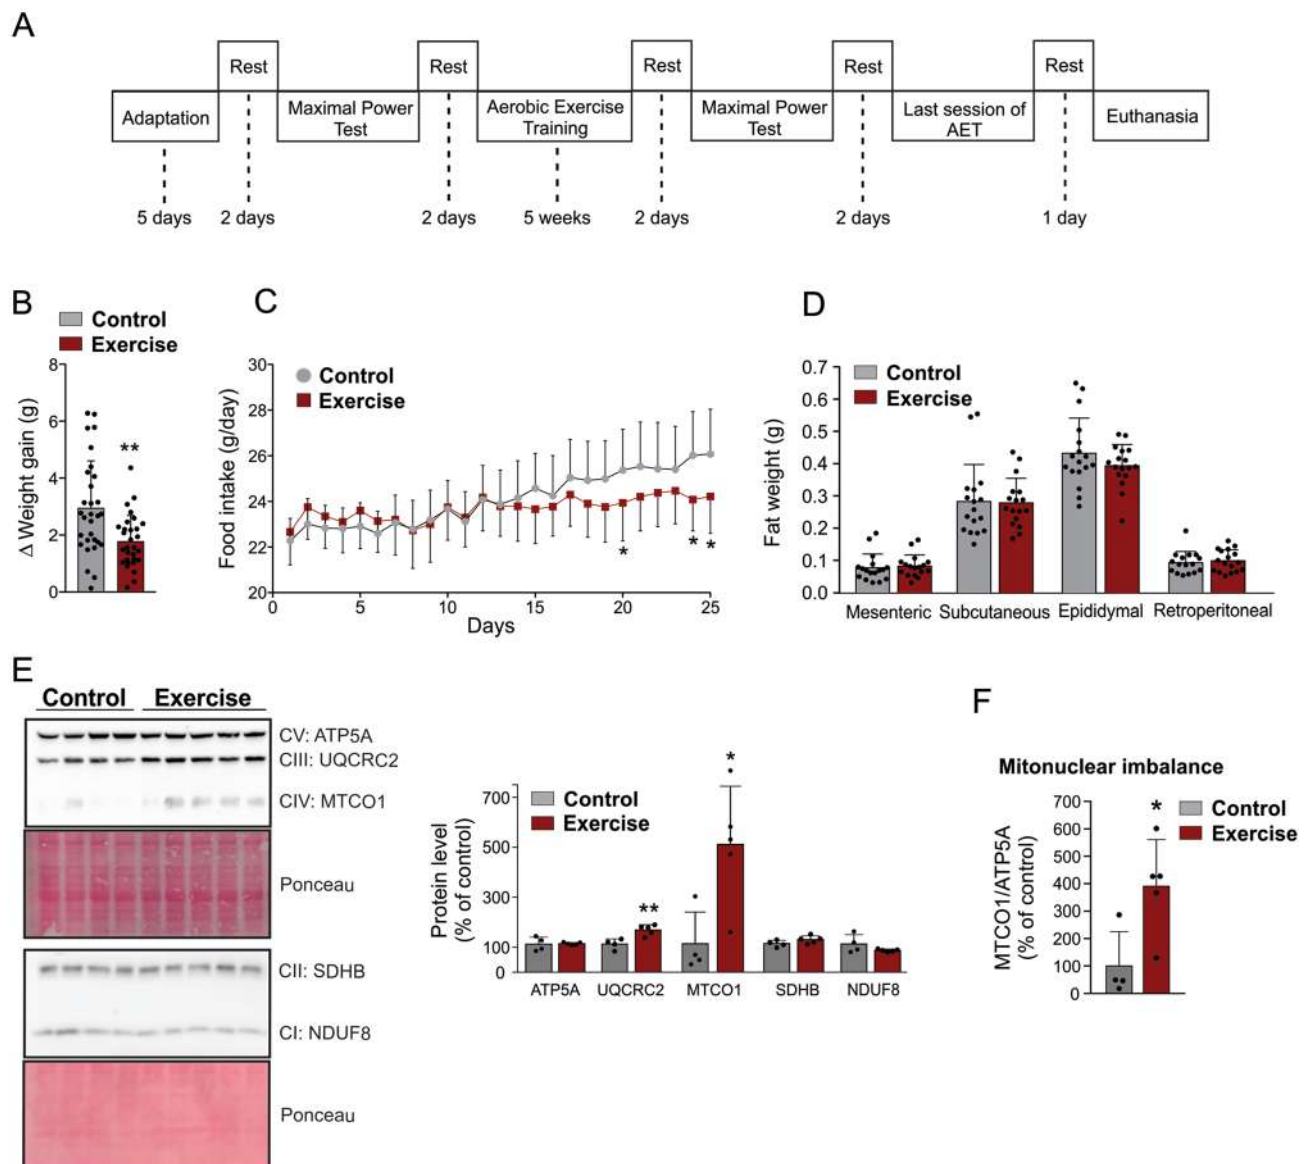 A
Rest
Rest
Rest
Rest
Rest
Adaptation
Maximal Power
Test
Aerobic Exercise
Training
Maximal Power
Test
Last session of
AET
Euthanasia
5 days
2 days
2 days
5 weeks
2 days
2 days
1 day
B
Control
Exercise
Δ Weight gain (g)
8
6
4
2
0
**
C
Control
Exercise
Food intake (g/day)
30
28
26
24
22
20
0
5
10
15
20
25
Days
*
*
*
D
Control
Exercise
Fat weight (g)
0.7
0.6
0.5
0.4
0.3
0.2
0.1
0.0
Mesenteric
Subcutaneous
Epididymal
Retroperitoneal
E
Control
Exercise
CV: ATP5A
CIII: UQCRC2
CIV: MTCO1
Ponceau
CII: SDHB
CI: NDUF8
Ponceau
Protein level
(% of control)
700
500
300
100
0
Control
Exercise
**
*
ATP5A
UQCRC2
MTCO1
SDHB
NDUF8
F
Mitonuclear imbalance
MTCO1/ATP5A
(% of control)
700
600
500
400
300
200
100
0
*
Control
Exercise